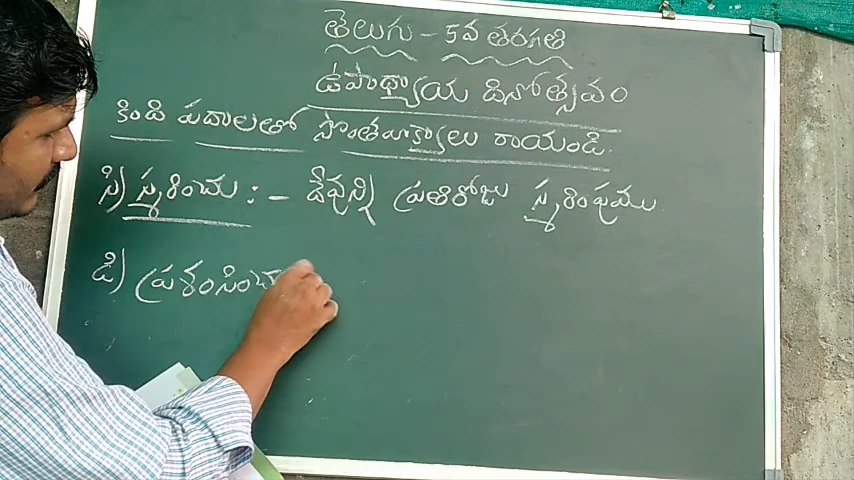 తెలుగు - 5వ తరగతి
ఉపాధ్యాయ దినోత్సవం
కింది పదాలతో సొంతవాక్యాలు రాయండి.
సి) స్మరించు :- దేవున్ని ప్రతిరోజు స్మరింపుము
డి) ప్రశంసించు